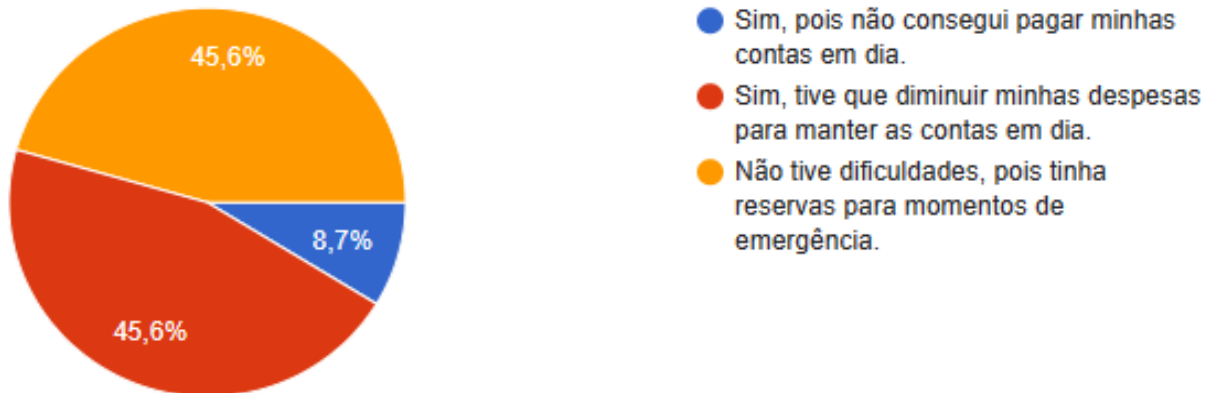 45,6%
8,7%
45,6%
Sim, pois não consegui pagar minhas
contas em dia.
Sim, tive que diminuir minhas despesas
para manter as contas em dia.
Não tive dificuldades, pois tinha
reservas para momentos de
emergência.